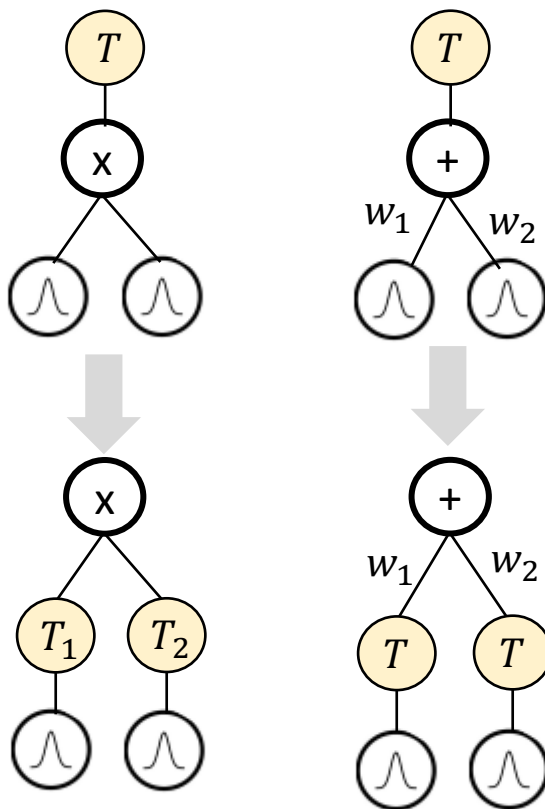 T T
x +
w₁ w₂
x +
w₁ w₂
T₁ T₂ T T